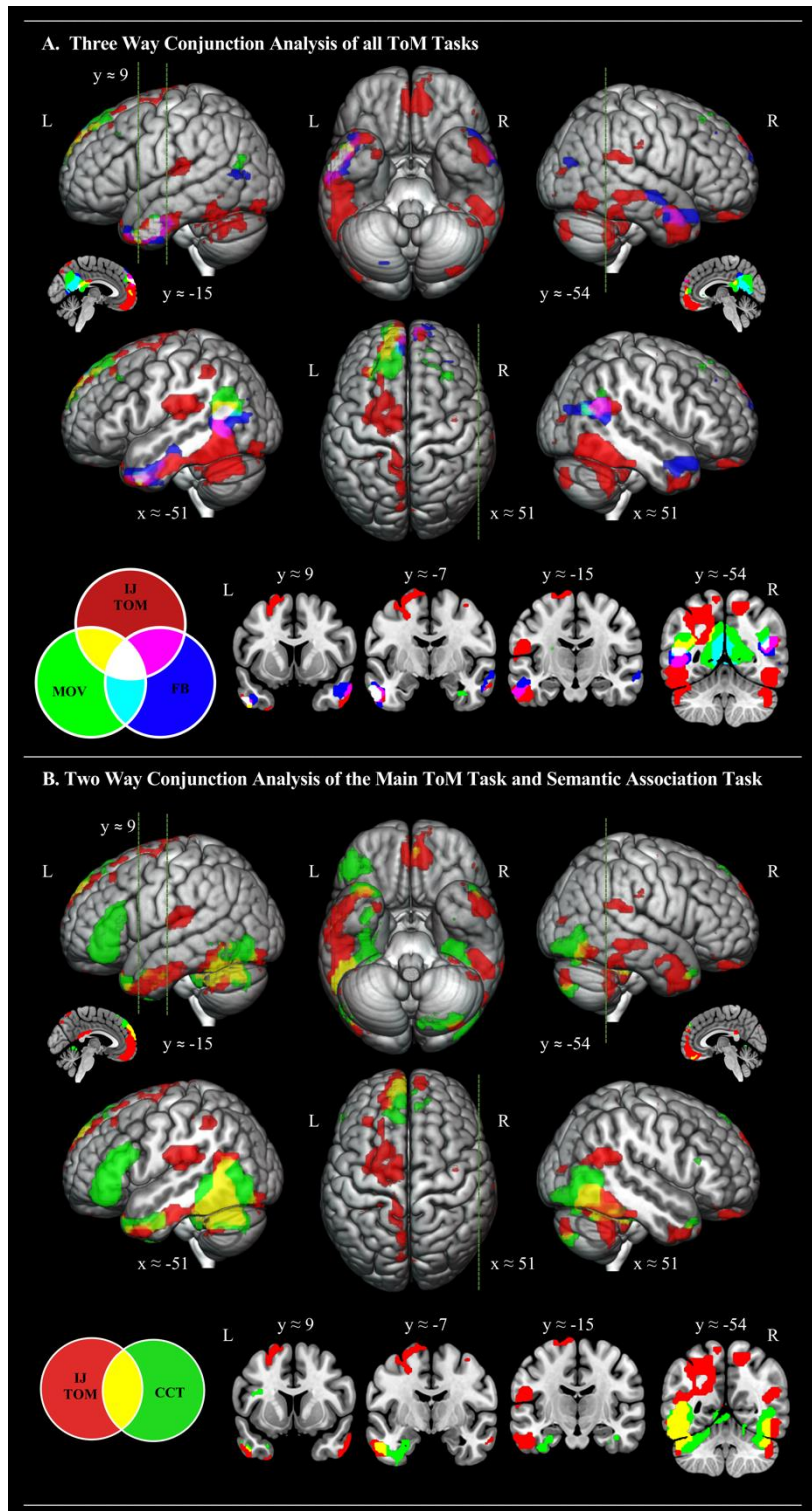 A. Three Way Conjunction Analysis of all ToM Tasks
y ≈ 9
L
L
R
R
y ≈ -15
y ≈ -54
L
R
x ≈ -51
x ≈ 51
x ≈ 51
IJ
TOM
MOV
FB
L
y ≈ 9
y ≈ -7
y ≈ -15
y ≈ -54
R
B. Two Way Conjunction Analysis of the Main ToM Task and Semantic Association Task
y ≈ 9
L
L
R
R
y ≈ -15
y ≈ -54
L
R
x ≈ -51
x ≈ 51
x ≈ 51
IJ
TOM
CCT
L
y ≈ 9
y ≈ -7
y ≈ -15
y ≈ -54
R